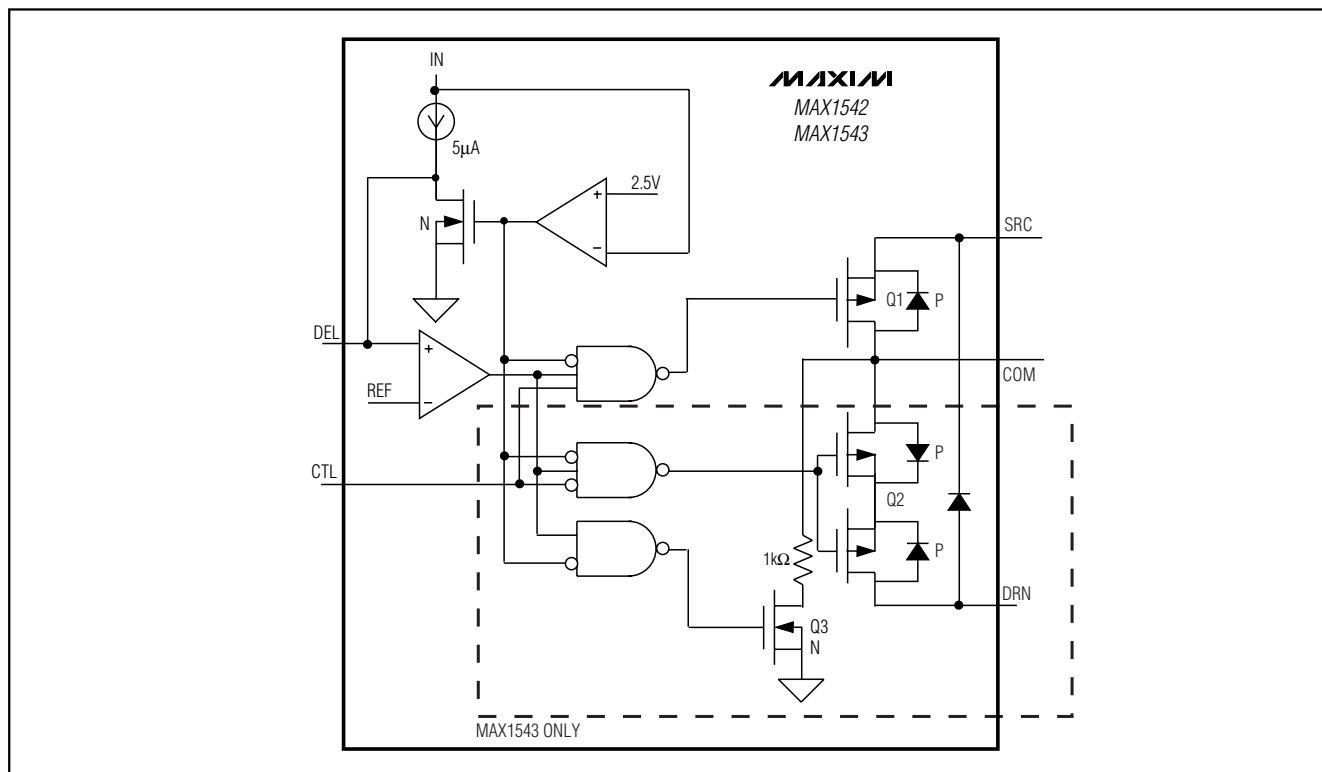 IN
MAXIM
MAX1542
MAX1543
5µA
2.5V
+
N
−
SRC
Q1
P
DEL
+
COM
REF
−
P
CTL
Q2
P
1kΩ
DRN
Q3
N
MAX1543 ONLY